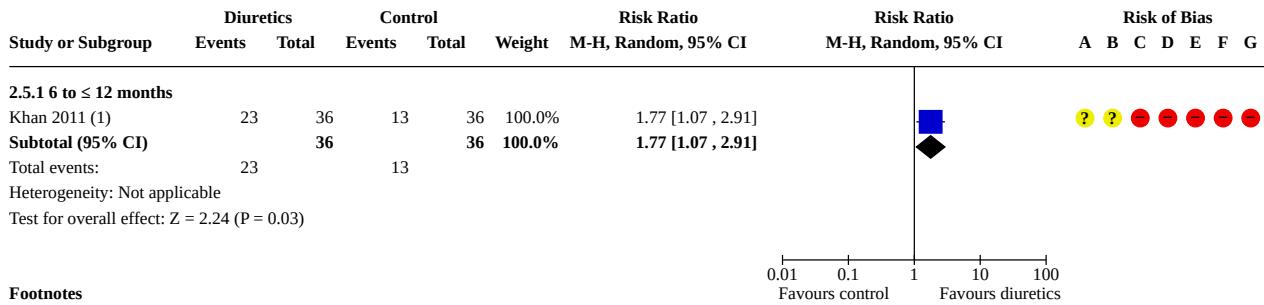 Diuretics Control Risk Ratio Risk Ratio Risk of Bias
Study or Subgroup Events Total Events Total Weight M-H, Random, 95% CI M-H, Random, 95% CI A B C D E F G
2.5.1 6 to ≤ 12 months
Khan 2011 (1) 23 36 13 36 100.0% 1.77 [1.07 , 2.91] ? ? − − − − −
Subtotal (95% CI) 36 36 100.0% 1.77 [1.07 , 2.91]
Total events: 23 13
Heterogeneity: Not applicable
Test for overall effect: Z = 2.24 (P = 0.03)
0.01 0.1 1 10 100
Footnotes Favours control Favours diuretics